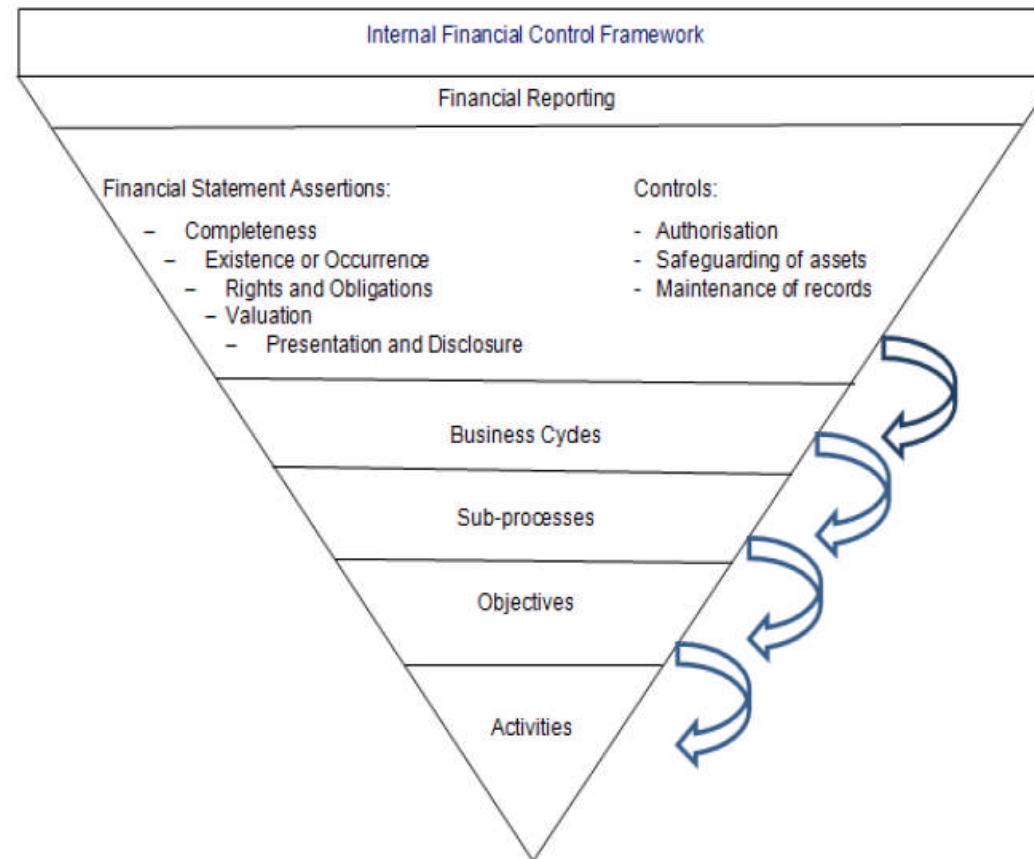 Internal Financial Control Framework
Financial Reporting
Financial Statement Assertions:
– Completeness
– Existence or Occurrence
– Rights and Obligations
– Valuation
– Presentation and Disclosure
Controls:
- Authorisation
- Safeguarding of assets
- Maintenance of records
Business Cycles
Sub-processes
Objectives
Activities